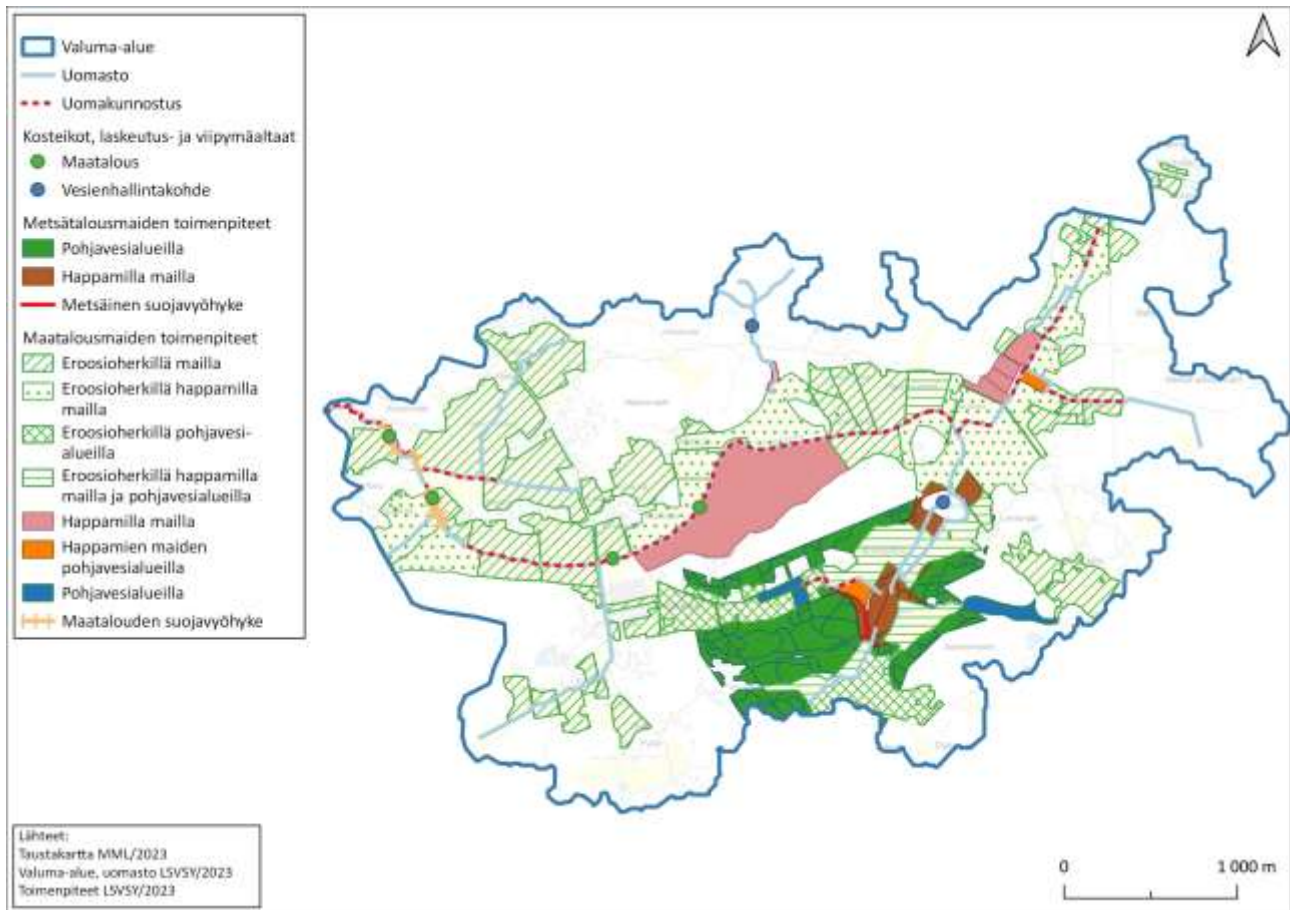 Valuma-alue
Uomasto
Uomakunnostus
Kosteikot, laskeutus- ja viipymäaltaat
Maatalous
Vesienhallintakohde
Metsätalousmaiden toimenpiteet
Pohjavesialueilla
Happamilla mailla
Metsäinen suojavyöhyke
Maatalousmaiden toimenpiteet
Eroosioherkillä mailla
Eroosioherkillä happamilla
mailla
Eroosioherkillä pohjavesi-
alueilla
Eroosioherkillä happamilla
mailla ja pohjavesialueilla
Happamilla mailla
Happamien maiden
pohjavesialueilla
Pohjavesialueilla
Maatalouden suojavyöhyke
Lähteet:
Taustakartta MML/2023
Valuma-alue, uomasto LSVSY/2023
Toimenpiteet LSVSY/2023
0 1 000 m